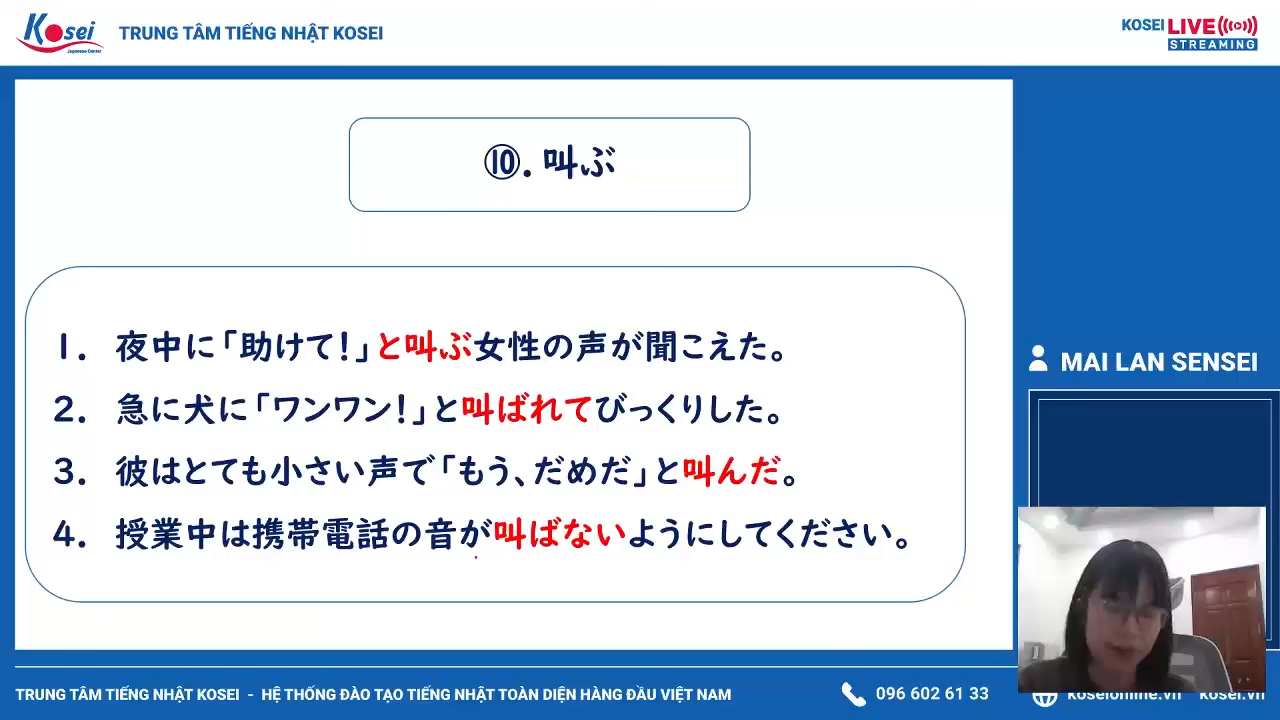 Kosei
Japanese Center
TRUNG TÂM TIẾNG NHẬT KOSEI
KOSEI LIVE
STREAMING
⑩. 叫ぶ
1. 夜中に「助けて!」と叫ぶ女性の声が聞こえた。
2. 急に犬に「ワンワン!」と叫ばれてびっくりした。
3. 彼はとても小さい声で「もう、だめだ」と叫んだ。
4. 授業中は携帯電話の音が叫ばないようにしてください。
MAI LAN SENSEI
TRUNG TÂM TIẾNG NHẬT KOSEI - HỆ THỐNG ĐÀO TẠO TIẾNG NHẬT TOÀN DIỆN HÀNG ĐẦU VIỆT NAM
096 602 61 33
koseionline.vn
kosei.vn